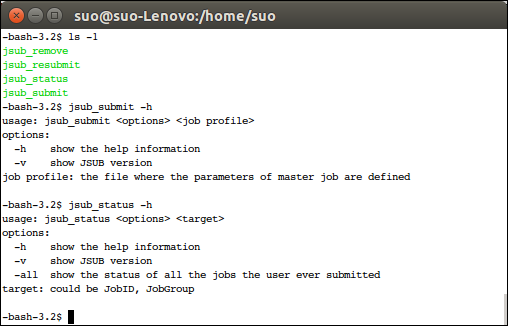 suo@suo-Lenovo:/home/suo
-bash-3.2$ ls -l
jsub_remove
jsub_resubmit
jsub_status
jsub_submit
-bash-3.2$ jsub_submit -h
usage: jsub_submit <options> <job profile>
options:
  -h    show the help information
  -v    show JSUB version
job profile: the file where the parameters of master job are defined

-bash-3.2$ jsub_status -h
usage: jsub_status <options> <target>
options:
  -h    show the help information
  -v    show JSUB version
  -all  show the status of all the jobs the user ever submitted
target: could be JobID, JobGroup

-bash-3.2$